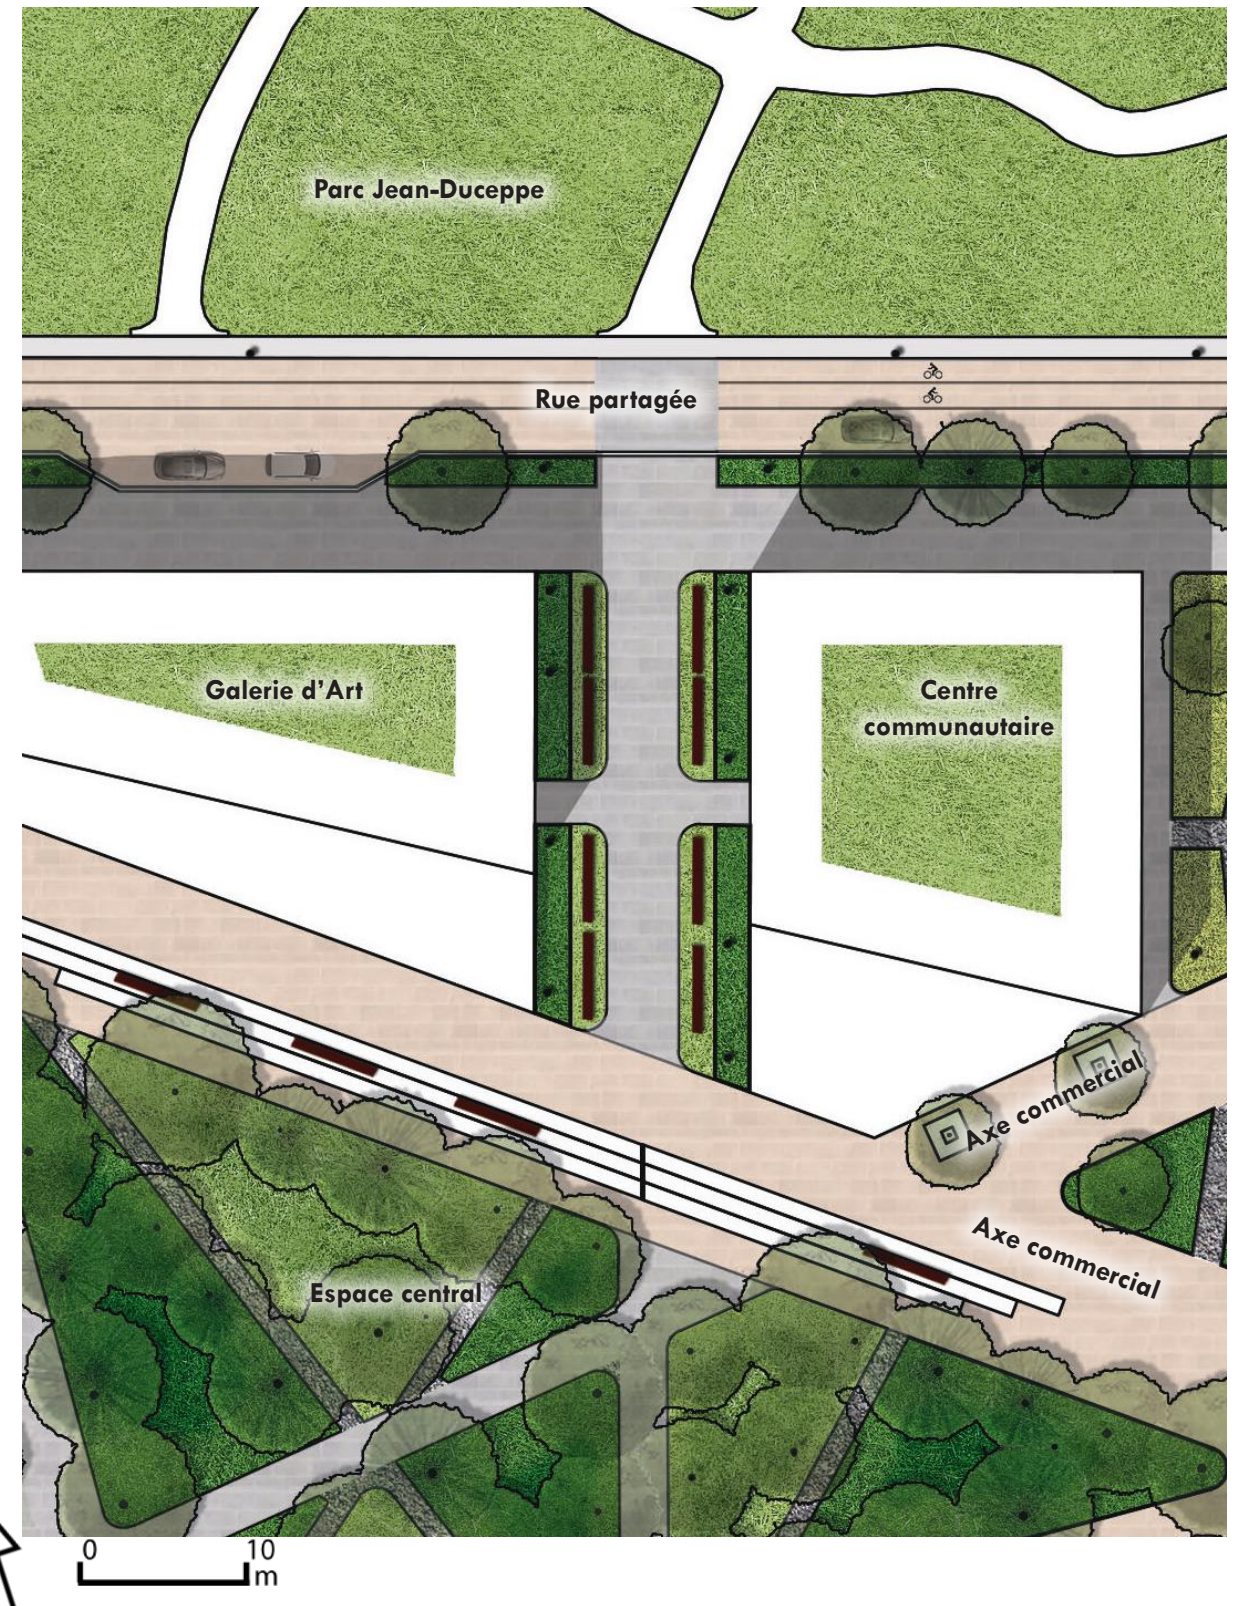 Parc Jean-Duceppe
Rue partagée
Galerie d'Art
Centre
communautaire
Axe commercial
Axe commercial
Espace central
0 10
m